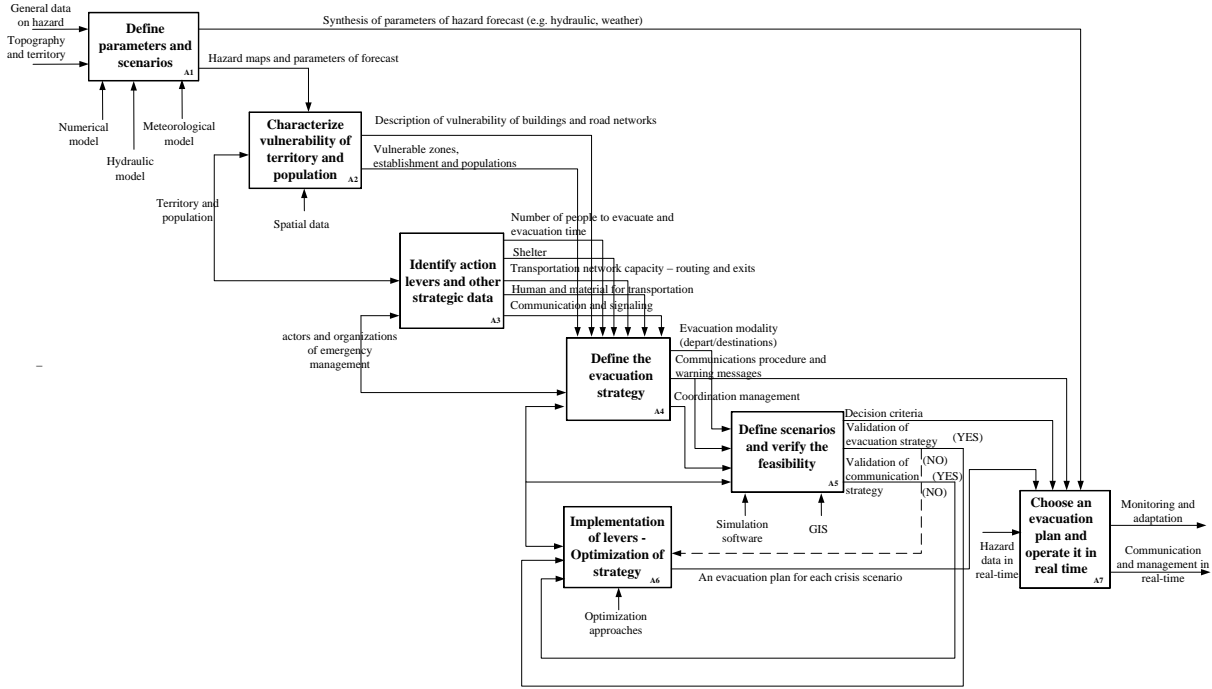 General data
on hazard
Topography
and territory
Define
parameters and
scenarios
A1
Synthesis of parameters of hazard forecast (e.g. hydraulic, weather)
Hazard maps and parameters of forecast
Numerical
model
Hydraulic
model
Meteorological
model
Characterize
vulnerability of
territory and
population
A2
Description of vulnerability of buildings and road networks
Vulnerable zones,
establishment and populations
Territory and
population
Spatial data
Identify action
levers and other
strategic data
A3
Number of people to evacuate and
evacuation time
Shelter
Transportation network capacity – routing and exits
Human and material for transportation
Communication and signaling
actors and organizations
of emergency
management
–
Define the
evacuation
strategy
A4
Evacuation modality
(depart/destinations)
Communications procedure and
warning messages
Coordination management
Define scenarios
and verify the
feasibility
A5
Decision criteria
Validation of
evacuation strategy
(YES)
(NO)
Validation of
communication
strategy
(YES)
(NO)
Simulation
software
GIS
Implementation
of levers -
Optimization of
strategy
A6
An evacuation plan for each crisis scenario
Optimization
approaches
Hazard
data in
real-time
Choose an
evacuation
plan and
operate it in
real time
A7
Monitoring and
adaptation
Communication
and management in
real-time